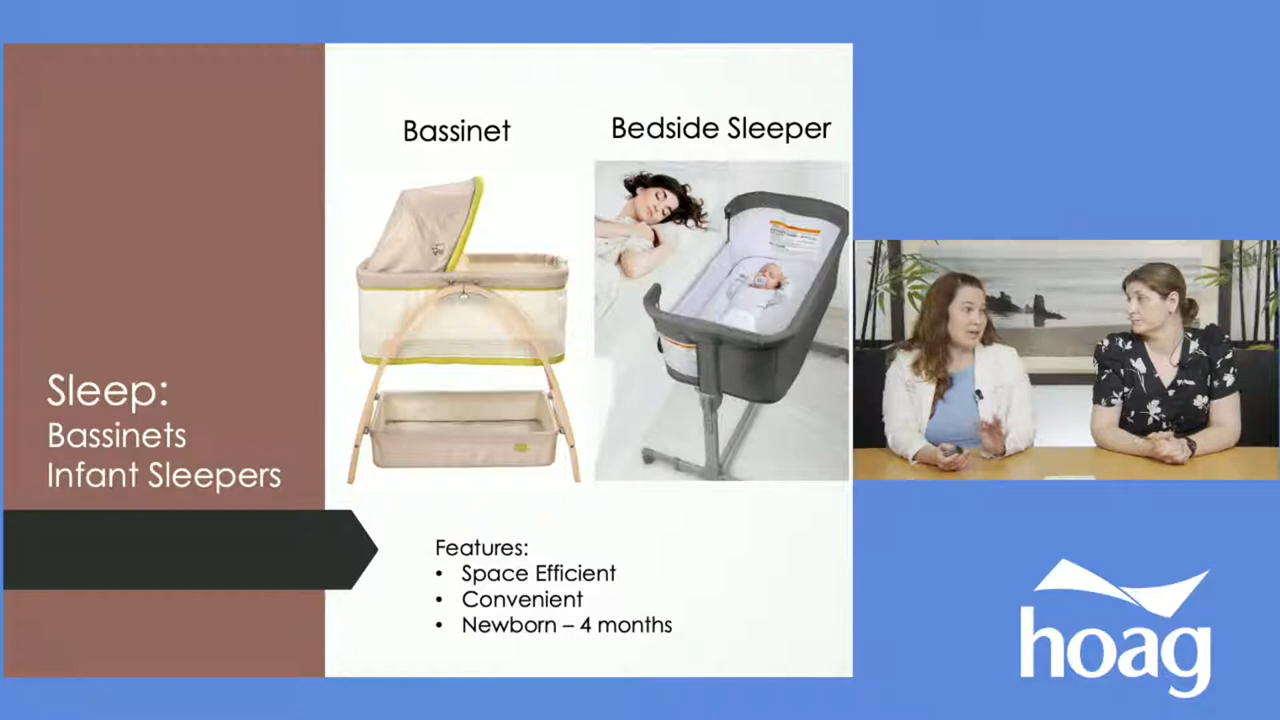 Bassinet
Bedside Sleeper
Sleep:
Bassinets
Infant Sleepers
Features:
• Space Efficient
• Convenient
• Newborn – 4 months
hoag